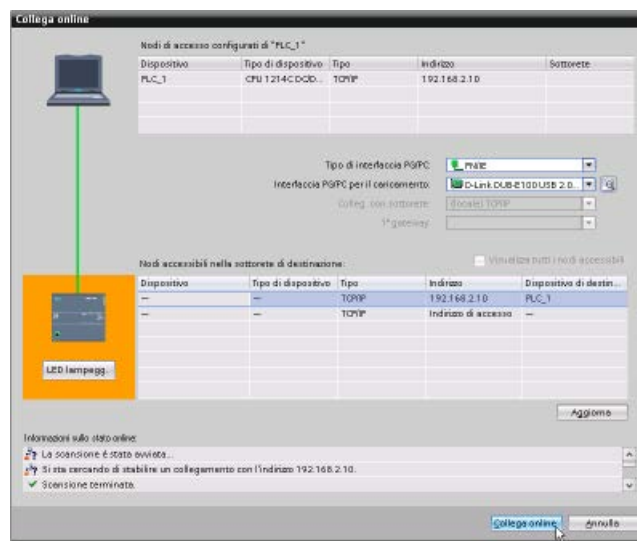 Collega online
Nodi di accesso configurati di "PLC_1"
Dispositivo Tipo di dispositivo Tipo Indirizzo Sottorete
PLC_1 CPU 1214C DC/D... TCP/IP 192.168.2.10
Tipo di interfaccia PG/PC: PN/IE
Interfaccia PG/PC per il caricamento: D-Link DUB-E100 USB 2.0...
Colleg. con sottorete: (locale) TCP/IP
1° gateway:
Nodi accessibili nella sottorete di destinazione: Visualizza tutti i nodi accessibili
Dispositivo Tipo di dispositivo Tipo Indirizzo Dispositivo di destin...
— — TCP/IP 192.168.2.10 PLC_1
— — TCP/IP Indirizzo di accesso —
LED lampegg.
Aggiorna
Informazioni sullo stato online:
La scansione è stata avviata...
Si sta cercando di stabilire un collegamento con l'indirizzo 192.168.2.10.
Scansione terminata.
Collega online Annulla